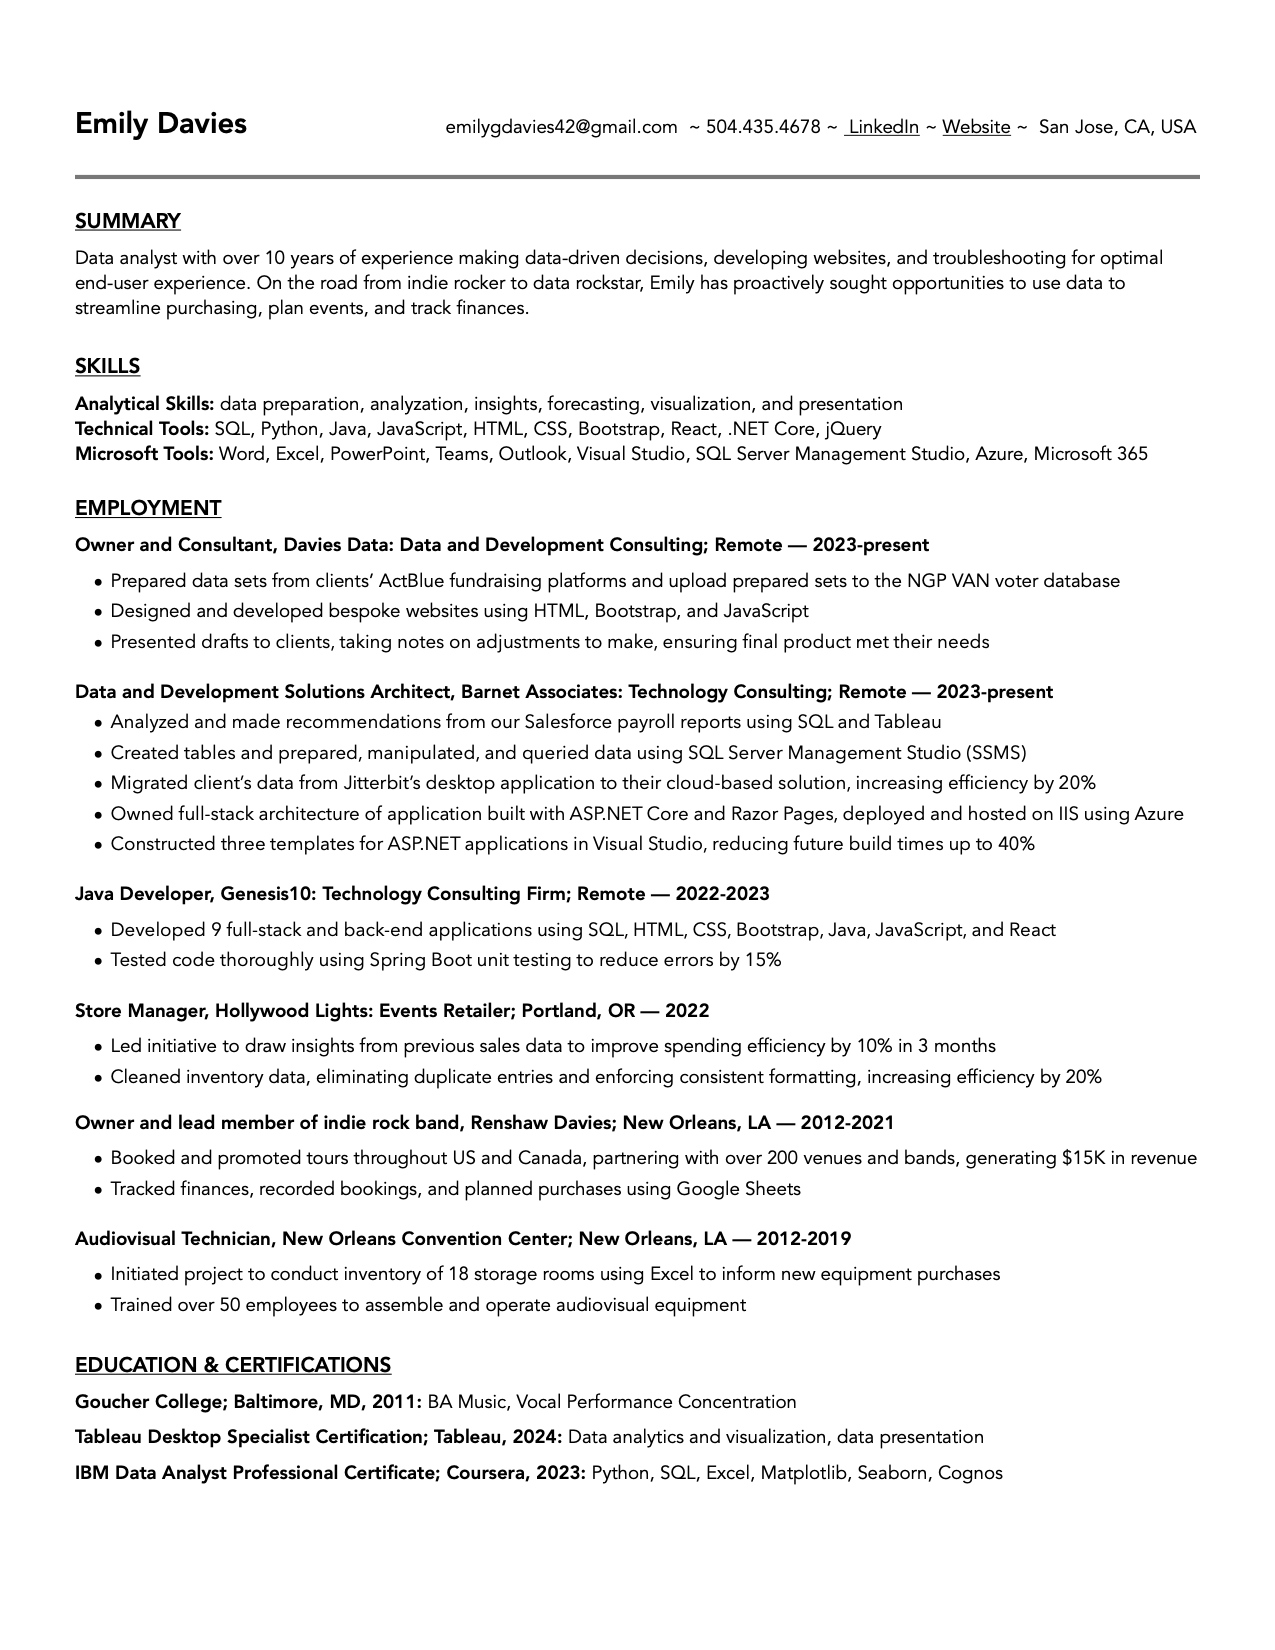 Emily Davies
emilygdavies42@gmail.com ~ 504.435.4678 ~ LinkedIn ~ Website ~ San Jose, CA, USA
SUMMARY
Data analyst with over 10 years of experience making data-driven decisions, developing websites, and troubleshooting for optimal
end-user experience. On the road from indie rocker to data rockstar, Emily has proactively sought opportunities to use data to
streamline purchasing, plan events, and track finances.
SKILLS
Analytical Skills: data preparation, analyzation, insights, forecasting, visualization, and presentation
Technical Tools: SQL, Python, Java, JavaScript, HTML, CSS, Bootstrap, React, .NET Core, jQuery
Microsoft Tools: Word, Excel, PowerPoint, Teams, Outlook, Visual Studio, SQL Server Management Studio, Azure, Microsoft 365
EMPLOYMENT
Owner and Consultant, Davies Data: Data and Development Consulting; Remote — 2023-present
• Prepared data sets from clients’ ActBlue fundraising platforms and upload prepared sets to the NGP VAN voter database
• Designed and developed bespoke websites using HTML, Bootstrap, and JavaScript
• Presented drafts to clients, taking notes on adjustments to make, ensuring final product met their needs
Data and Development Solutions Architect, Barnet Associates: Technology Consulting; Remote — 2023-present
• Analyzed and made recommendations from our Salesforce payroll reports using SQL and Tableau
• Created tables and prepared, manipulated, and queried data using SQL Server Management Studio (SSMS)
• Migrated client’s data from Jitterbit’s desktop application to their cloud-based solution, increasing efficiency by 20%
• Owned full-stack architecture of application built with ASP.NET Core and Razor Pages, deployed and hosted on IIS using Azure
• Constructed three templates for ASP.NET applications in Visual Studio, reducing future build times up to 40%
Java Developer, Genesis10: Technology Consulting Firm; Remote — 2022-2023
• Developed 9 full-stack and back-end applications using SQL, HTML, CSS, Bootstrap, Java, JavaScript, and React
• Tested code thoroughly using Spring Boot unit testing to reduce errors by 15%
Store Manager, Hollywood Lights: Events Retailer; Portland, OR — 2022
• Led initiative to draw insights from previous sales data to improve spending efficiency by 10% in 3 months
• Cleaned inventory data, eliminating duplicate entries and enforcing consistent formatting, increasing efficiency by 20%
Owner and lead member of indie rock band, Renshaw Davies; New Orleans, LA — 2012-2021
• Booked and promoted tours throughout US and Canada, partnering with over 200 venues and bands, generating $15K in revenue
• Tracked finances, recorded bookings, and planned purchases using Google Sheets
Audiovisual Technician, New Orleans Convention Center; New Orleans, LA — 2012-2019
• Initiated project to conduct inventory of 18 storage rooms using Excel to inform new equipment purchases
• Trained over 50 employees to assemble and operate audiovisual equipment
EDUCATION & CERTIFICATIONS
Goucher College; Baltimore, MD, 2011: BA Music, Vocal Performance Concentration
Tableau Desktop Specialist Certification; Tableau, 2024: Data analytics and visualization, data presentation
IBM Data Analyst Professional Certificate; Coursera, 2023: Python, SQL, Excel, Matplotlib, Seaborn, Cognos